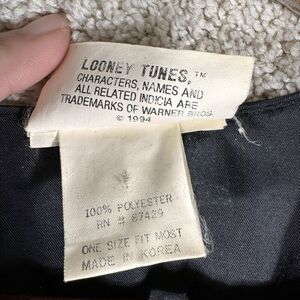 LOONEY TUNES,™
CHARACTERS, NAMES AND
ALL RELATED INDICIA ARE
TRADEMARKS OF WARNER BROS.
© 1994
100% POLYESTER
RN # 87429
ONE SIZE FIT MOST
MADE IN KOREA